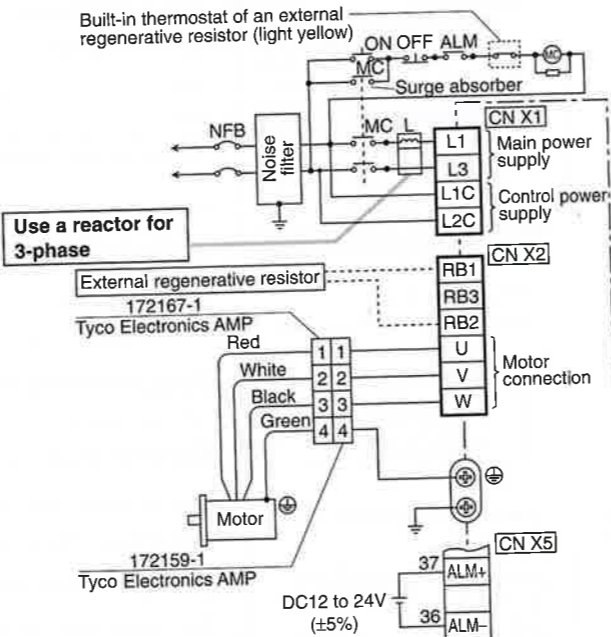 Built-in thermostat of an external
regenerative resistor (light yellow)
ON OFF ALM
MC
MC
Surge absorber
NFB
Noise
filter
MC L
CN X1
L1
L3
Main power
supply
L1C
L2C
Control power
supply
Use a reactor for
3-phase
CN X2
External regenerative resistor
RB1
RB3
RB2
172167-1
Tyco Electronics AMP
Red
1 1
U
White
2 2
V
Black
3 3
W
Motor
connection
Green
4 4
Motor
172159-1
Tyco Electronics AMP
CN X5
37 ALM+
DC12 to 24V
(±5%)
36 ALM−